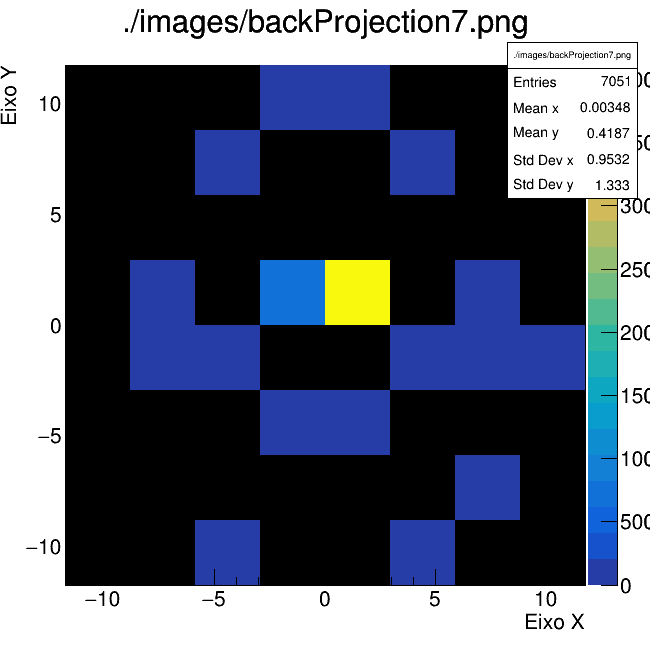 ./images/backProjection7.png
Eixo Y
./images/backProjection7.png
Entries 7051
Mean x 0.00348
Mean y 0.4187
Std Dev x 0.9532
Std Dev y 1.333
10
5
0
−5
−10
−10 −5 0 5 10
Eixo X
300
250
200
150
100
500
0